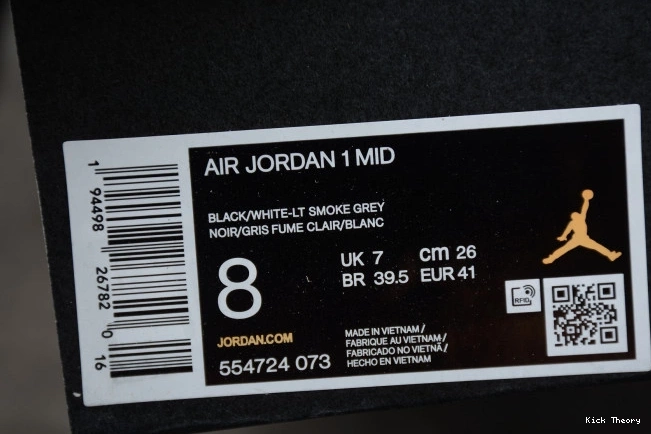 AIR JORDAN 1 MID
BLACK/WHITE-LT SMOKE GREY
NOIR/GRIS FUME CLAIR/BLANC
8
UK 7 cm 26
BR 39.5 EUR 41
JORDAN.COM
554724 073
MADE IN VIETNAM /
FABRIQUE AU VIETNAM /
FABRICADO NO VIETNÃ /
HECHO EN VIETNAM
RFID
1 94498 26782 0 16
Kick Theory